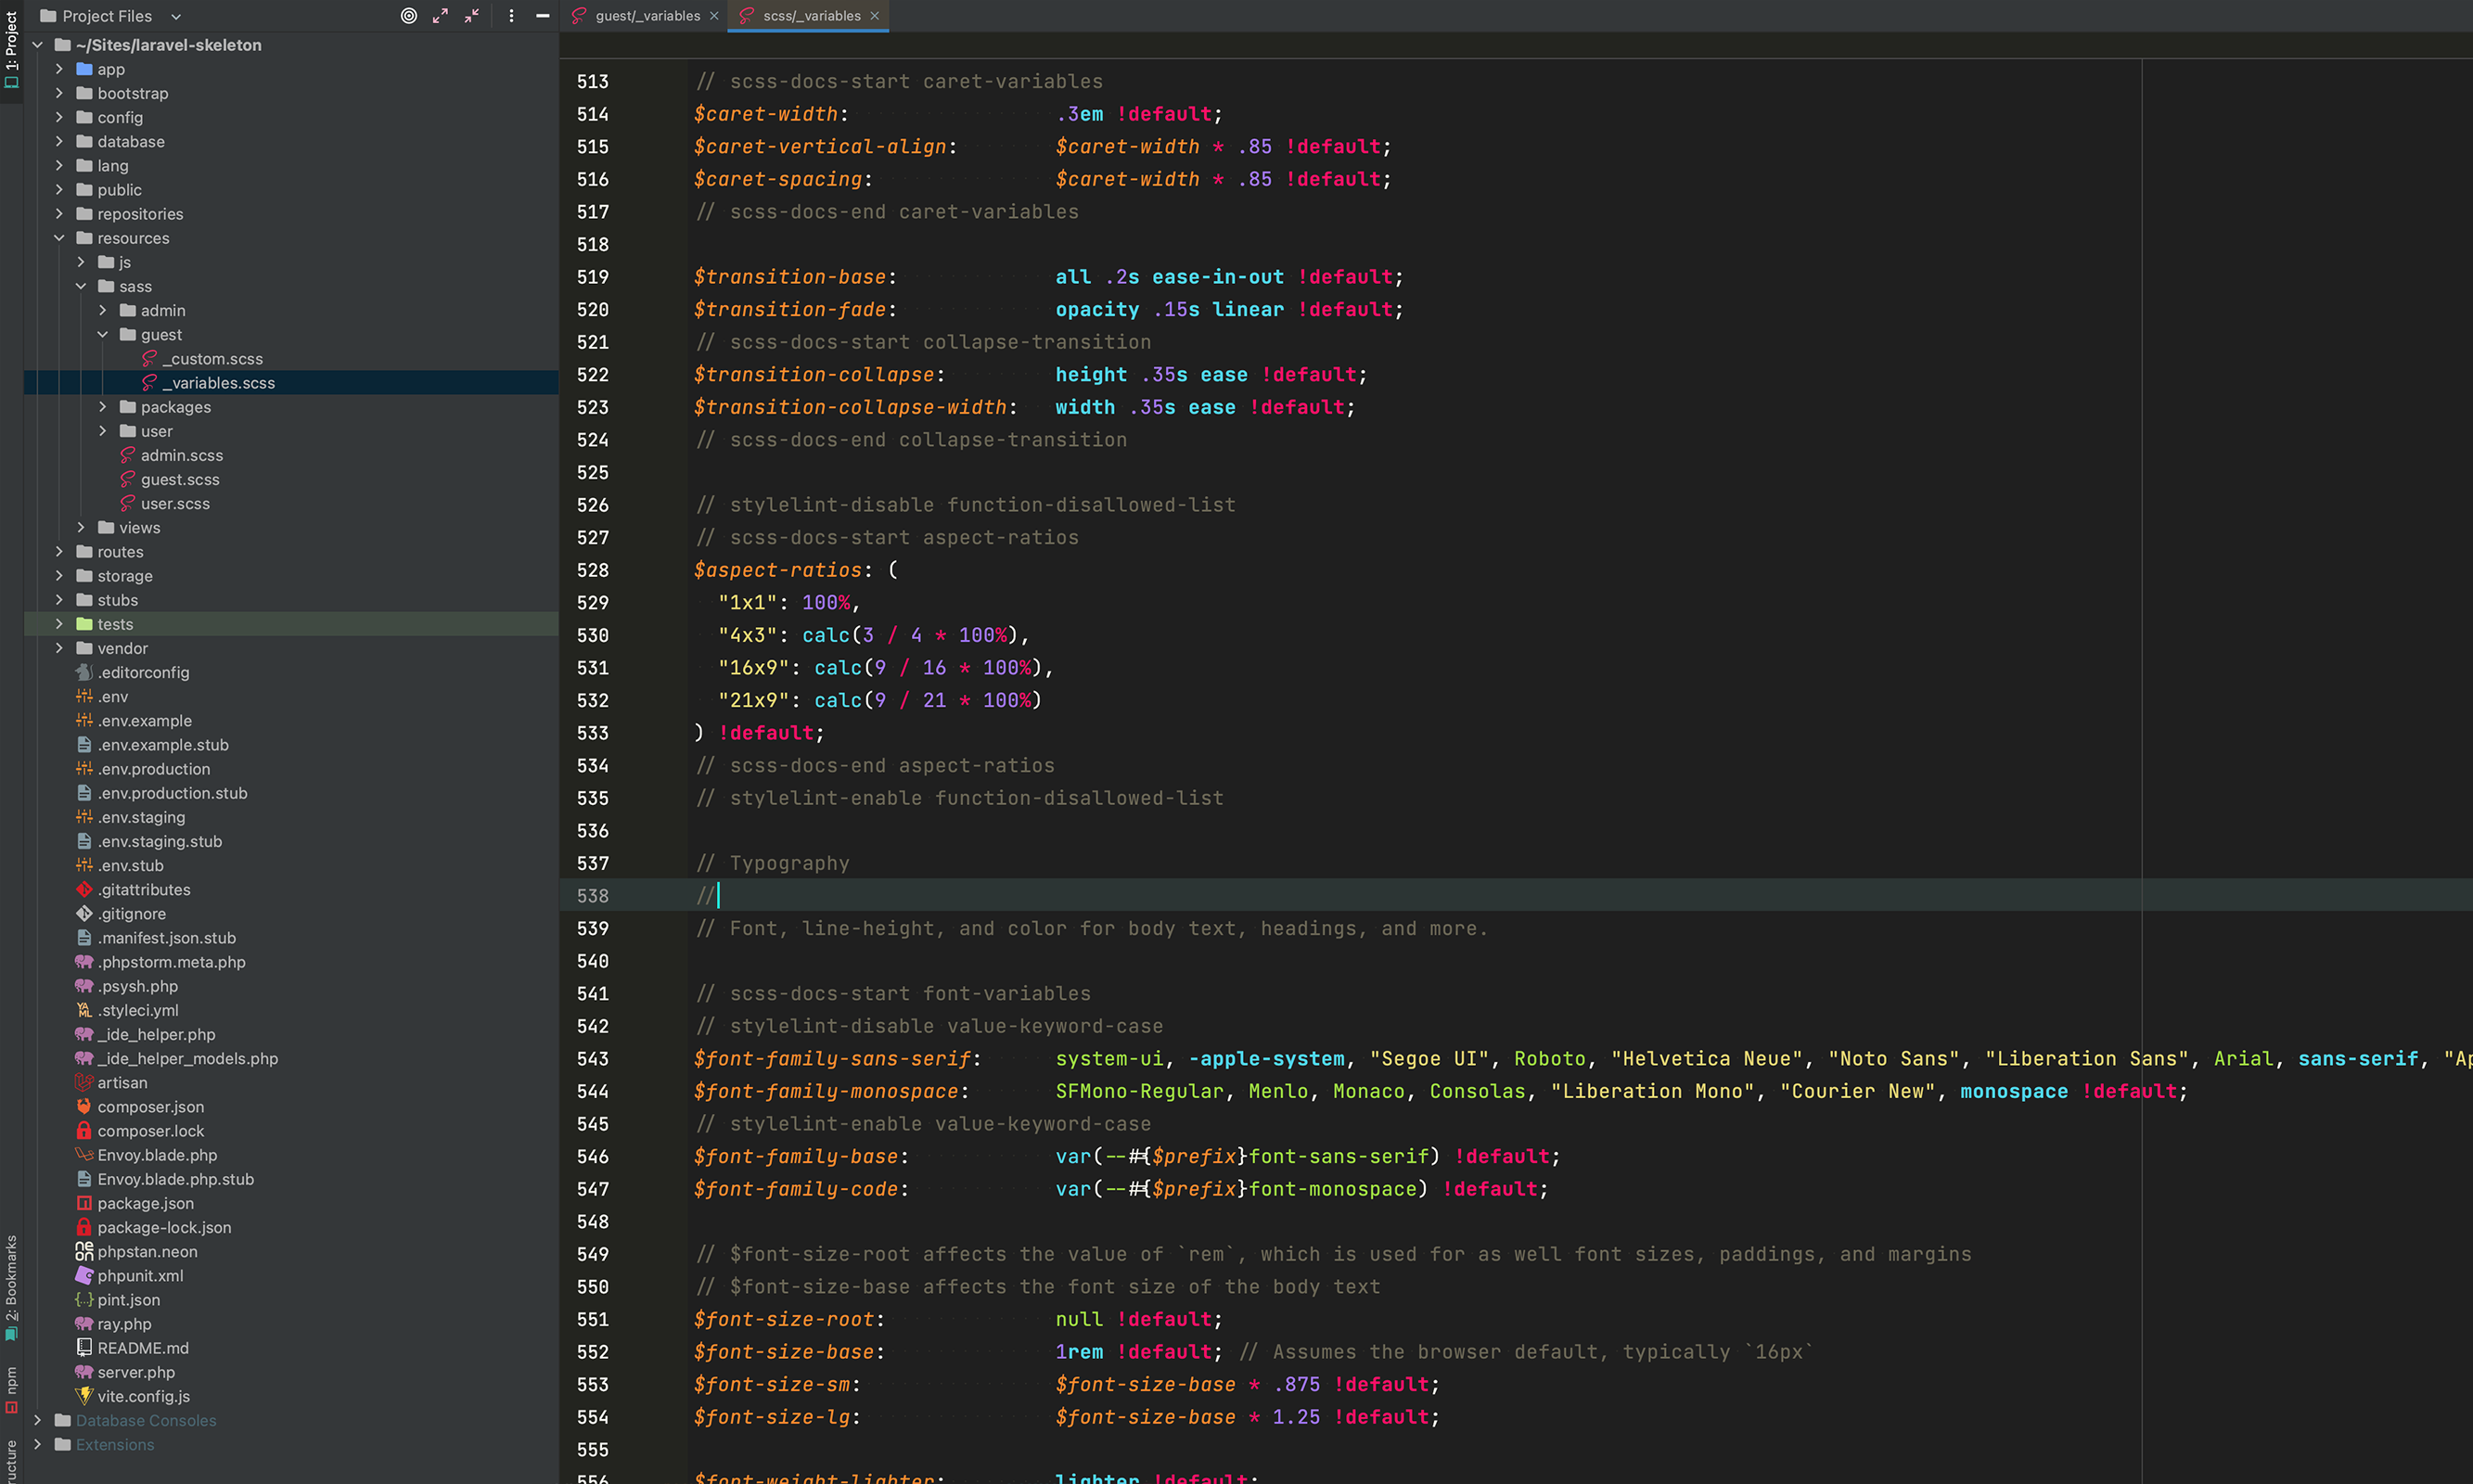 1: Project
Project Files
~/Sites/laravel-skeleton
app
bootstrap
config
database
lang
public
repositories
resources
js
sass
admin
guest
_custom.scss
_variables.scss
packages
user
admin.scss
guest.scss
user.scss
views
routes
storage
stubs
tests
vendor
.editorconfig
.env
.env.example
.env.example.stub
.env.production
.env.production.stub
.env.staging
.env.staging.stub
.env.stub
.gitattributes
.gitignore
.manifest.json.stub
.phpstorm.meta.php
.psysh.php
.styleci.yml
_ide_helper.php
_ide_helper_models.php
artisan
composer.json
composer.lock
Envoy.blade.php
Envoy.blade.php.stub
package.json
package-lock.json
phpstan.neon
phpunit.xml
pint.json
ray.php
README.md
server.php
vite.config.js
Database Consoles
Extensions
2: Bookmarks
npm
ructure
guest/_variables
scss/_variables
513 // scss-docs-start caret-variables
514 $caret-width: .3em !default;
515 $caret-vertical-align: $caret-width * .85 !default;
516 $caret-spacing: $caret-width * .85 !default;
517 // scss-docs-end caret-variables
518
519 $transition-base: all .2s ease-in-out !default;
520 $transition-fade: opacity .15s linear !default;
521 // scss-docs-start collapse-transition
522 $transition-collapse: height .35s ease !default;
523 $transition-collapse-width: width .35s ease !default;
524 // scss-docs-end collapse-transition
525
526 // stylelint-disable function-disallowed-list
527 // scss-docs-start aspect-ratios
528 $aspect-ratios: (
529 "1x1": 100%,
530 "4x3": calc(3 / 4 * 100%),
531 "16x9": calc(9 / 16 * 100%),
532 "21x9": calc(9 / 21 * 100%)
533 ) !default;
534 // scss-docs-end aspect-ratios
535 // stylelint-enable function-disallowed-list
536
537 // Typography
538 //
539 // Font, line-height, and color for body text, headings, and more.
540
541 // scss-docs-start font-variables
542 // stylelint-disable value-keyword-case
543 $font-family-sans-serif: system-ui, -apple-system, "Segoe UI", Roboto, "Helvetica Neue", "Noto Sans", "Liberation Sans", Arial, sans-serif, "Ap
544 $font-family-monospace: SFMono-Regular, Menlo, Monaco, Consolas, "Liberation Mono", "Courier New", monospace !default;
545 // stylelint-enable value-keyword-case
546 $font-family-base: var(--#{$prefix}font-sans-serif) !default;
547 $font-family-code: var(--#{$prefix}font-monospace) !default;
548
549 // $font-size-root affects the value of `rem`, which is used for as well font sizes, paddings, and margins
550 // $font-size-base affects the font size of the body text
551 $font-size-root: null !default;
552 $font-size-base: 1rem !default; // Assumes the browser default, typically `16px`
553 $font-size-sm: $font-size-base * .875 !default;
554 $font-size-lg: $font-size-base * 1.25 !default;
555
556 $font-weight-lighter: lighter !default;